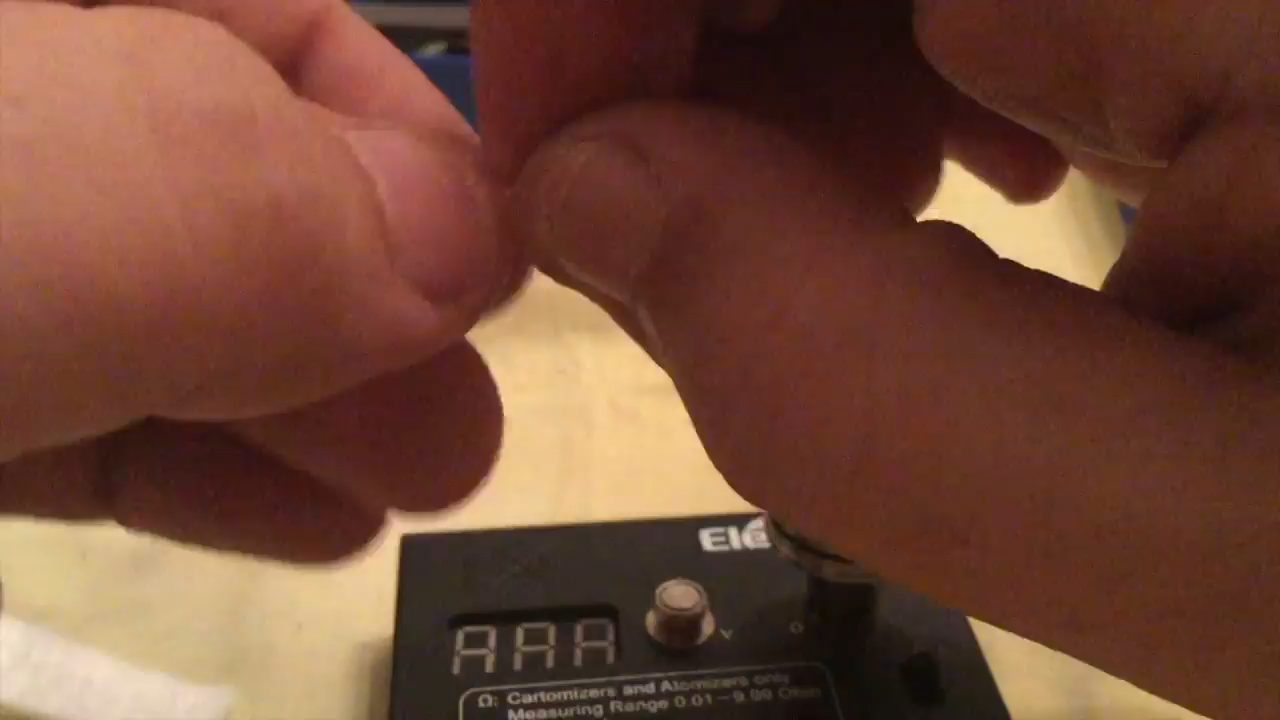 Ele
V
AAA
Ω: Cartomizers and Atomizers only
Measuring Range 0.01-9.99 Ohm